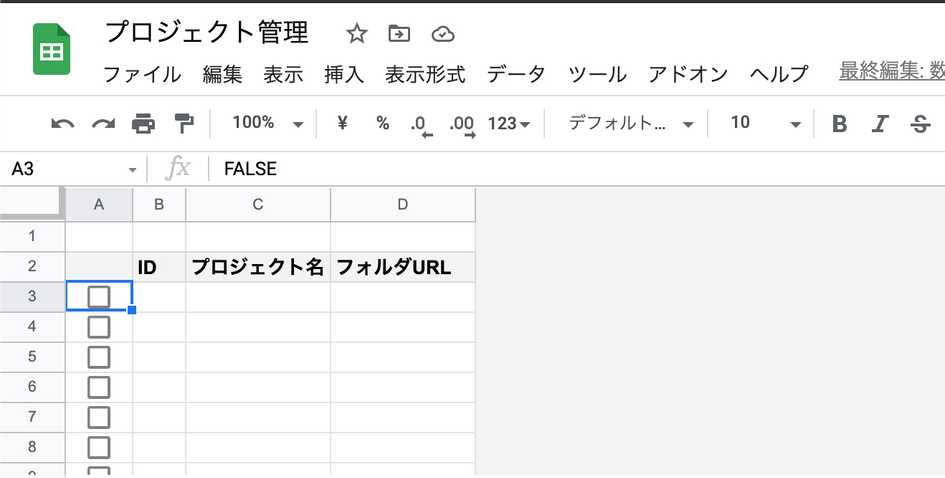 プロジェクト管理
ファイル 編集 表示 挿入 表示形式 データ ツール アドオン ヘルプ 最終編集: 数
100% ¥ % .0 .00 123 デフォルト... 10 B I S
A3 fx FALSE
A B C D
1
2 ID プロジェクト名 フォルダURL
3
4
5
6
7
8